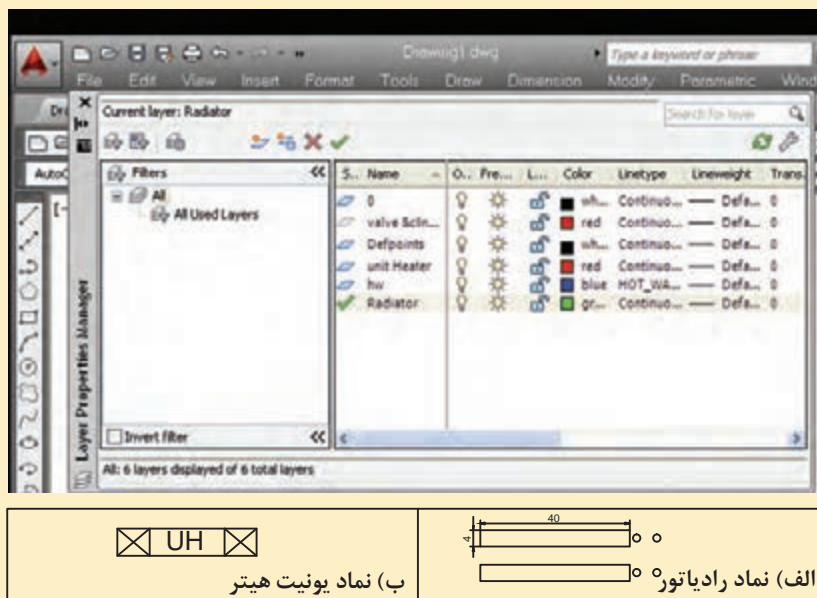 Drawing1.dwg
Type a keyword or phrase
File Edit View Insert Format Tools Draw Dimension Modify Parametric Wind
Current layer: Radiator
Search for layer
Filters
S.. Name O.. Fre... L... Color Linetype Lineweight Trans.
All
All Used Layers
0 wh... Continuo... Defa... 0
red Continuo... Defa... 0
Defpoints wh... Continuo... Defa... 0
unit Heater red Continuo... Defa... 0
hw blue HOT_WA... Defa... 0
Radiator gr... Continuo... Defa... 0
Layer Properties Manager
Invert filter
All: 6 layers displayed of 6 total layers
40
4
الف) نماد رادیاتور
UH
ب) نماد یونیت هیتر